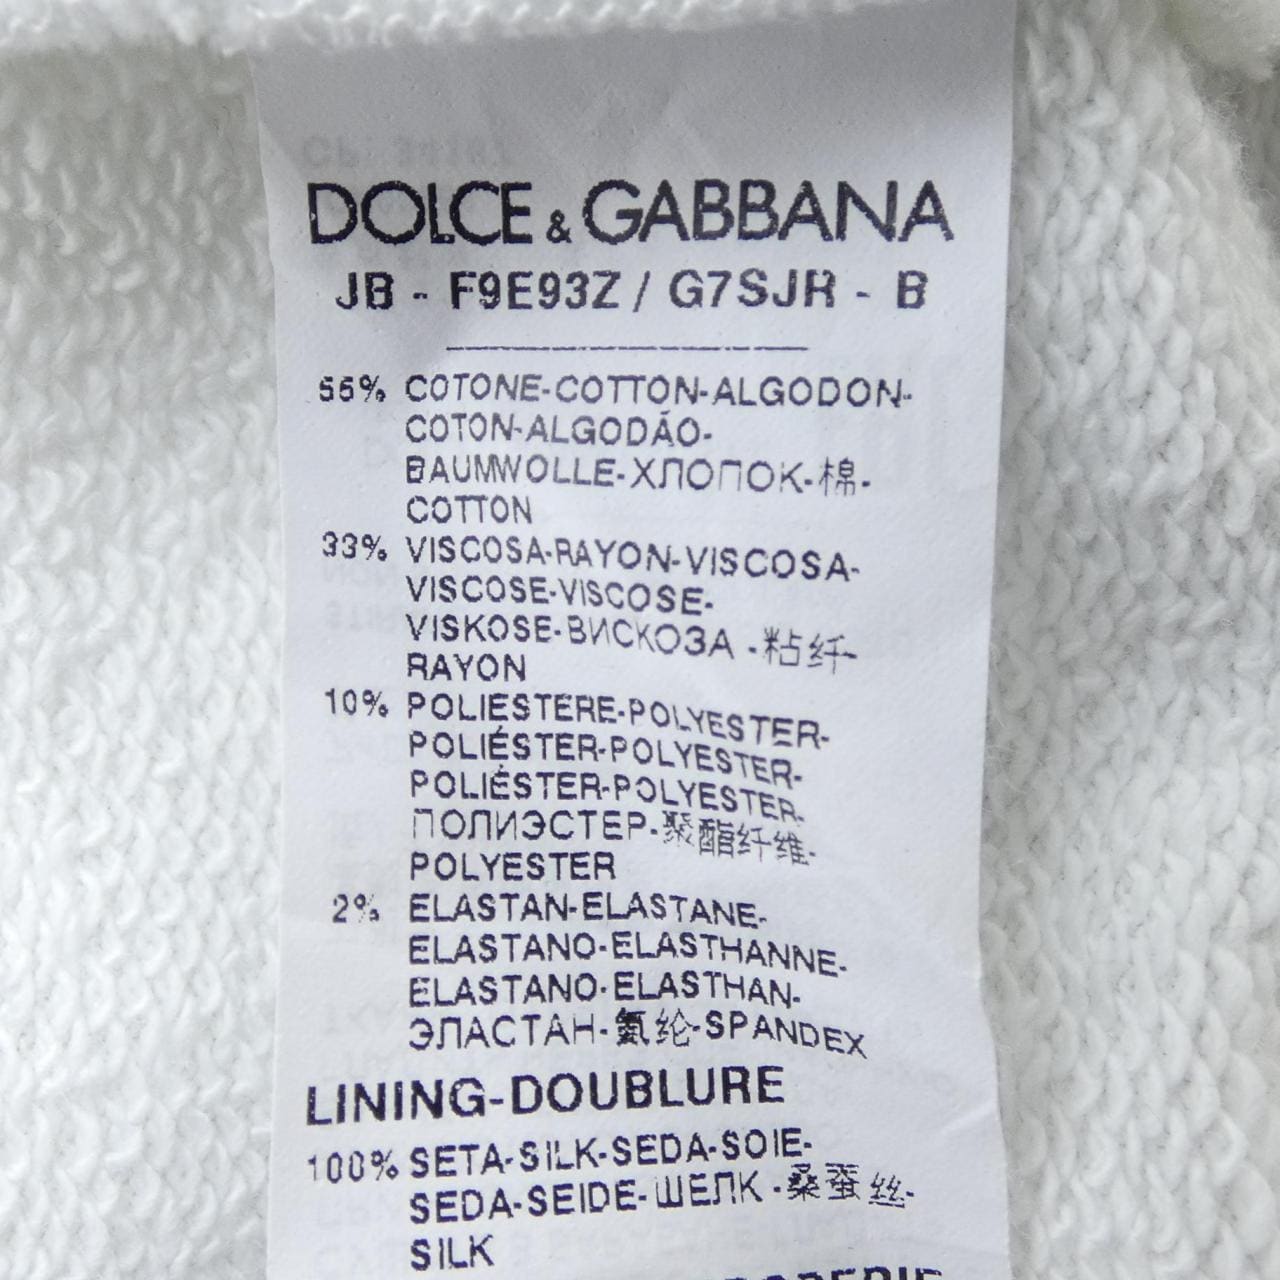 DOLCE & GABBANA
JB - F9E93Z / G7SJR - B
55% COTONE-COTTON-ALGODON-
COTON-ALGODÃO-
BAUMWOLLE-ХЛОПОК-棉-
COTTON
33% VISCOSA-RAYON-VISCOSA-
VISCOSE-VISCOSE-
VISKOSE-ВИСКОЗА -粘纤-
RAYON
10% POLIESTERE-POLYESTER-
POLIÉSTER-POLYESTER-
POLIÉSTER-POLYESTER-
ПОЛИЭСТЕР-聚酯纤维-
POLYESTER
2% ELASTAN-ELASTANE-
ELASTANO-ELASTHANNE-
ELASTANO-ELASTHAN-
ЭЛАСТАН-氨纶-SPANDEX
LINING-DOUBLURE
100% SETA-SILK-SEDA-SOIE-
SEDA-SEIDE-ШЕЛК-桑蚕丝-
SILK